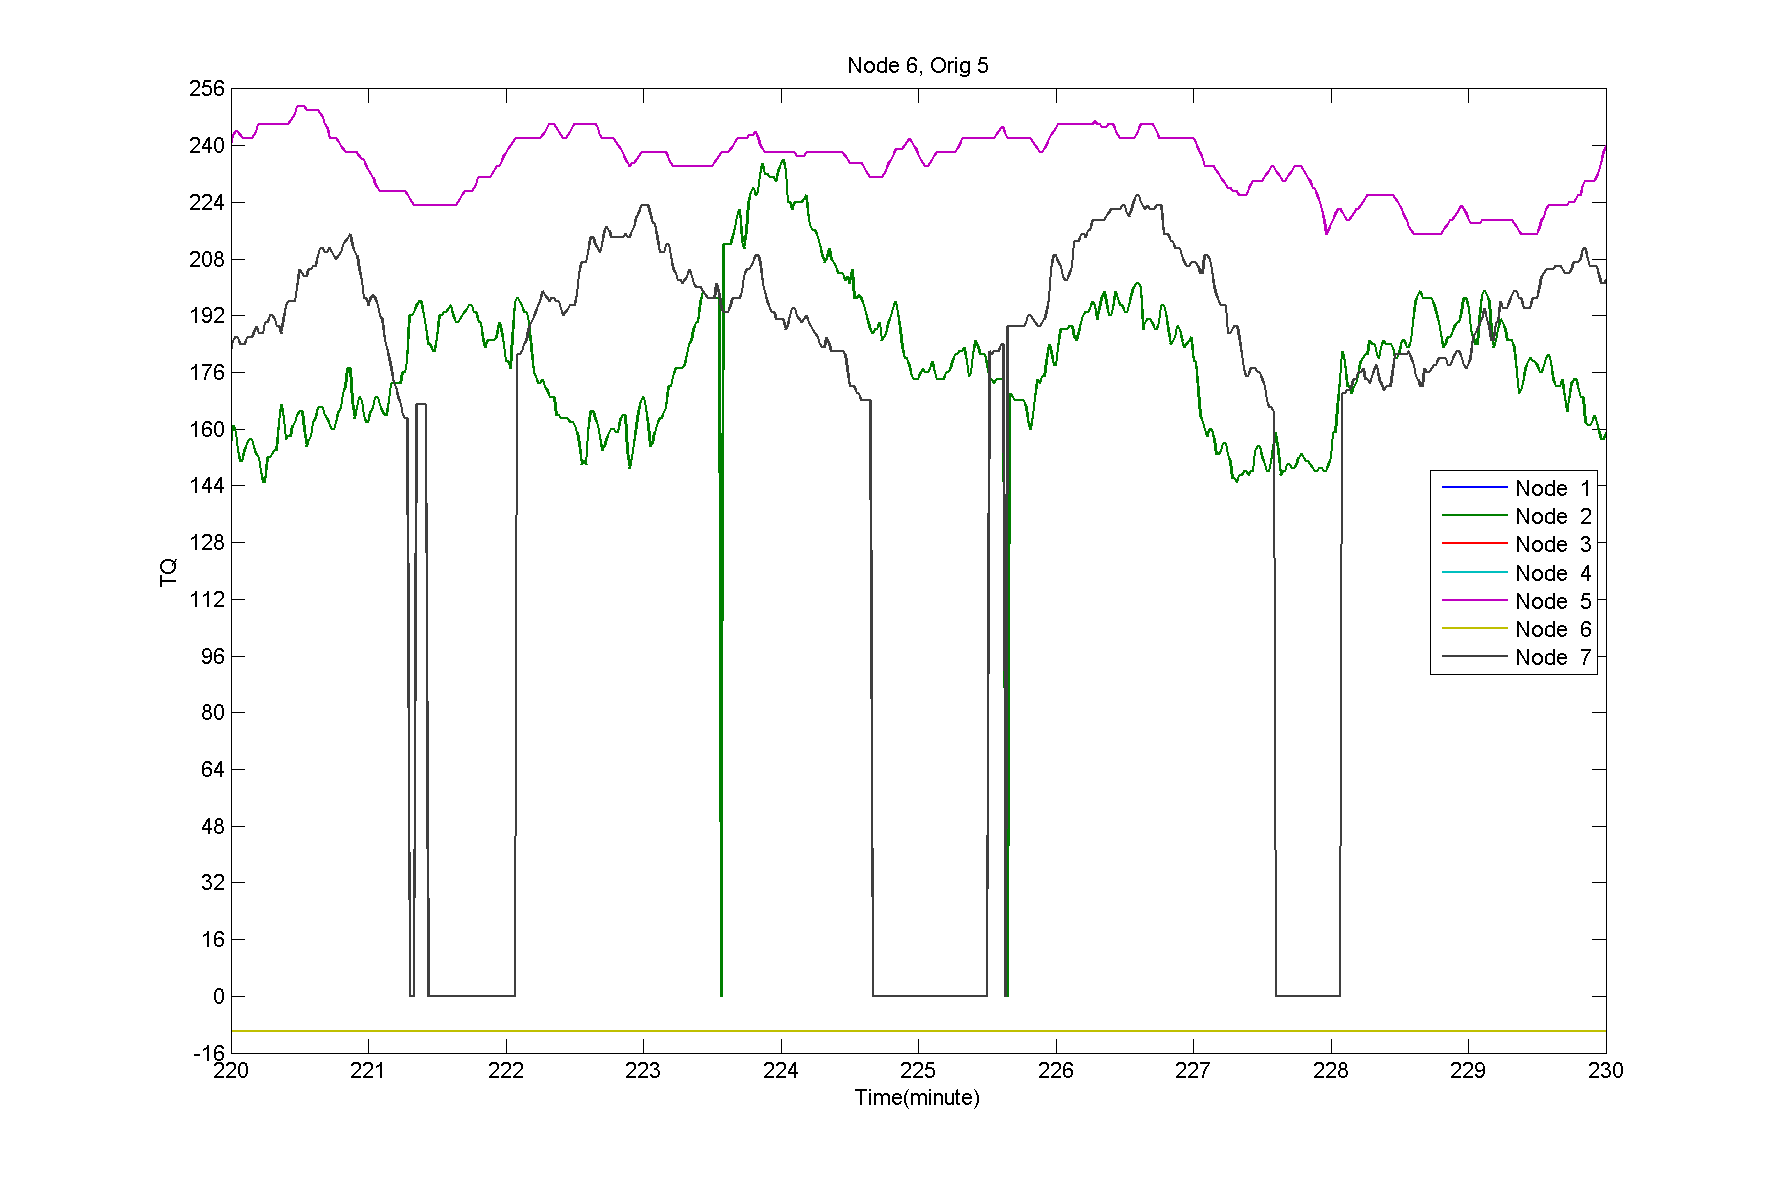 Node 6, Orig 5
256
240
224
208
192
176
160
144
128
112
96
80
64
48
32
16
0
-16
TQ
Node 1
Node 2
Node 3
Node 4
Node 5
Node 6
Node 7
220 221 222 223 224 225 226 227 228 229 230
Time(minute)